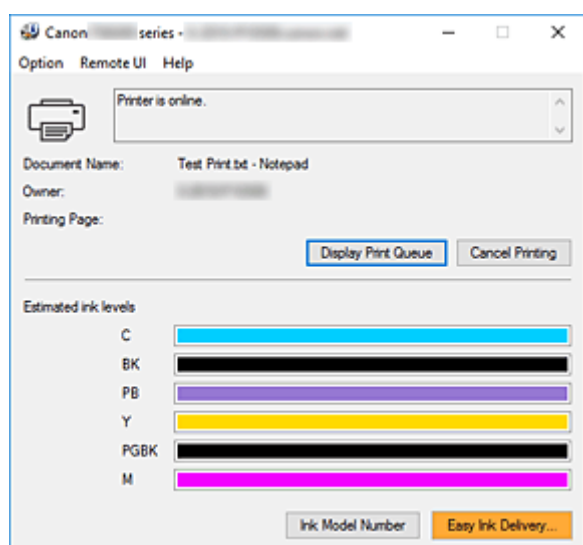 Canon series -
Option Remote UI Help
Printer is online.
Document Name: Test Print.txt - Notepad
Owner:
Printing Page:
Display Print Queue Cancel Printing
Estimated ink levels
C
BK
PB
Y
PGBK
M
Ink Model Number Easy Ink Delivery...